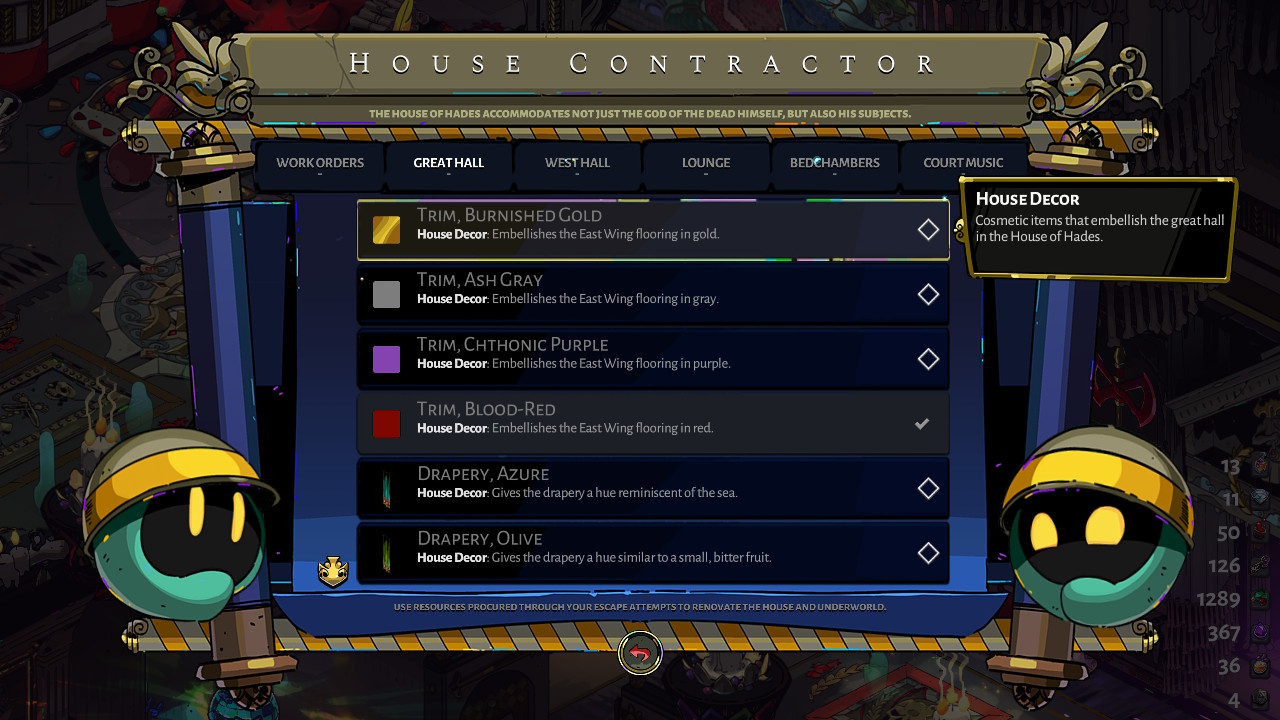 House Contractor
THE HOUSE OF HADES ACCOMMODATES NOT JUST THE GOD OF THE DEAD HIMSELF, BUT ALSO HIS SUBJECTS.
WORK ORDERS
GREAT HALL
WEST HALL
LOUNGE
BEDCHAMBERS
COURT MUSIC
Trim, Burnished Gold
House Decor: Embellishes the East Wing flooring in gold.
House Decor
Cosmetic items that embellish the great hall
in the House of Hades.
Trim, Ash Gray
House Decor: Embellishes the East Wing flooring in gray.
Trim, Chthonic Purple
House Decor: Embellishes the East Wing flooring in purple.
Trim, Blood-Red
House Decor: Embellishes the East Wing flooring in red.
Drapery, Azure
House Decor: Gives the drapery a hue reminiscent of the sea.
Drapery, Olive
House Decor: Gives the drapery a hue similar to a small, bitter fruit.
USE RESOURCES PROCURED THROUGH YOUR ESCAPE ATTEMPTS TO RENOVATE THE HOUSE AND UNDERWORLD.
13
11
50
126
1289
367
36
4